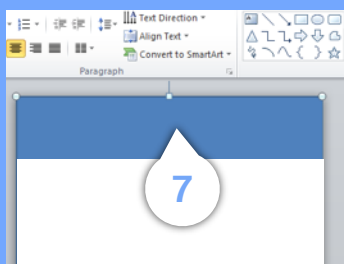 Text Direction
Align Text
Convert to SmartArt
Paragraph
7